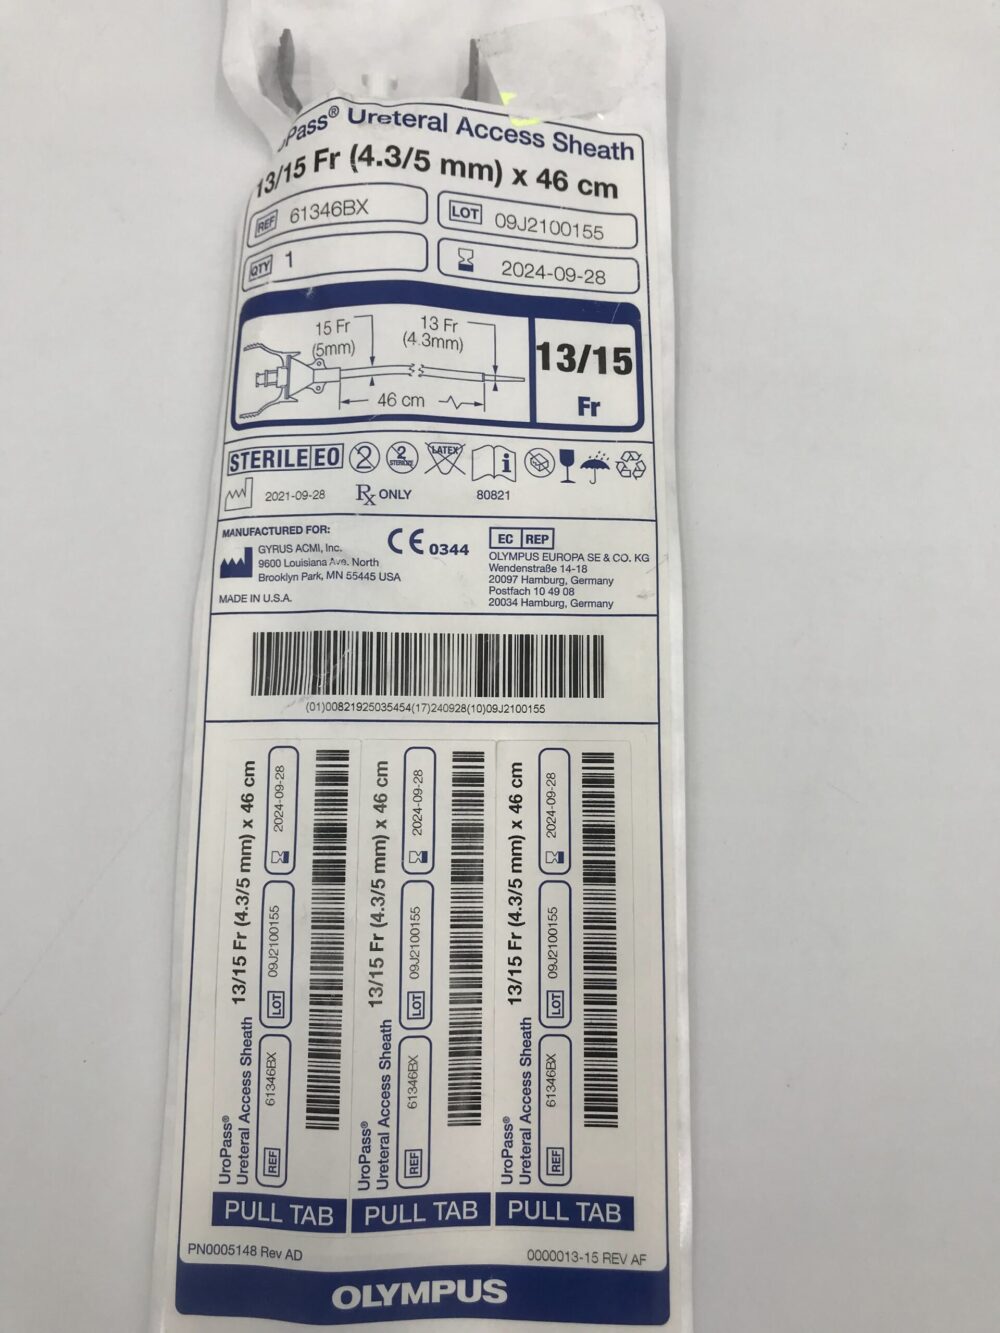 Pass® Ureteral Access Sheath
13/15 Fr (4.3/5 mm) x 46 cm
REF 61346BX
LOT 09J2100155
QTY 1
2024-09-28
15 Fr
(5mm)
13 Fr
(4.3mm)
46 cm
13/15
Fr
STERILE EO
2
2
STERILIZE
LATEX
i
2021-09-28
Rx ONLY
80821
MANUFACTURED FOR:
GYRUS ACMI, Inc.
9600 Louisiana Ave. North
Brooklyn Park, MN 55445 USA
MADE IN U.S.A.
CE 0344
EC REP
OLYMPUS EUROPA SE & CO. KG
Wendenstraße 14-18
20097 Hamburg, Germany
Postfach 10 49 08
20034 Hamburg, Germany
(01)00821925035454(17)240928(10)09J2100155
UroPass®
Ureteral Access Sheath 13/15 Fr (4.3/5 mm) x 46 cm
REF 61346BX LOT 09J2100155 2024-09-28
PULL TAB
UroPass®
Ureteral Access Sheath 13/15 Fr (4.3/5 mm) x 46 cm
REF 61346BX LOT 09J2100155 2024-09-28
PULL TAB
UroPass®
Ureteral Access Sheath 13/15 Fr (4.3/5 mm) x 46 cm
REF 61346BX LOT 09J2100155 2024-09-28
PULL TAB
PN0005148 Rev AD
0000013-15 REV AF
OLYMPUS